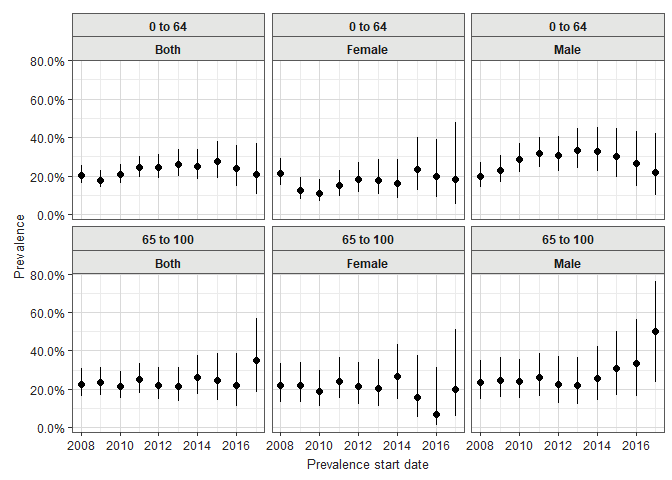 0 to 64 0 to 64 0 to 64
Both Female Male
80.0%
60.0%
40.0%
20.0%
0.0%
Prevalence
65 to 100 65 to 100 65 to 100
Both Female Male
80.0%
60.0%
40.0%
20.0%
0.0%
2008 2010 2012 2014 2016 2008 2010 2012 2014 2016 2008 2010 2012 2014 2016
Prevalence start date